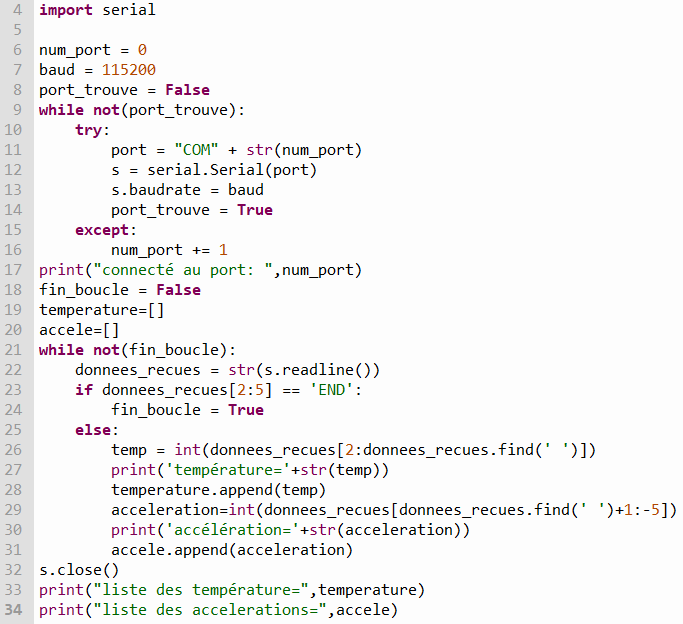 4 import serial
5
6 num_port = 0
7 baud = 115200
8 port_trouve = False
9 while not(port_trouve):
10     try:
11         port = "COM" + str(num_port)
12         s = serial.Serial(port)
13         s.baudrate = baud
14         port_trouve = True
15     except:
16         num_port += 1
17 print("connecté au port: ",num_port)
18 fin_boucle = False
19 temperature=[]
20 accele=[]
21 while not(fin_boucle):
22     donnees_recues = str(s.readline())
23     if donnees_recues[2:5] == 'END':
24         fin_boucle = True
25     else:
26         temp = int(donnees_recues[2:donnees_recues.find(' ')])
27         print('température='+str(temp))
28         temperature.append(temp)
29         acceleration=int(donnees_recues[donnees_recues.find(' ')+1:-5])
30         print('accélération='+str(acceleration))
31         accele.append(acceleration)
32 s.close()
33 print("liste des température=",temperature)
34 print("liste des accelerations=",accele)